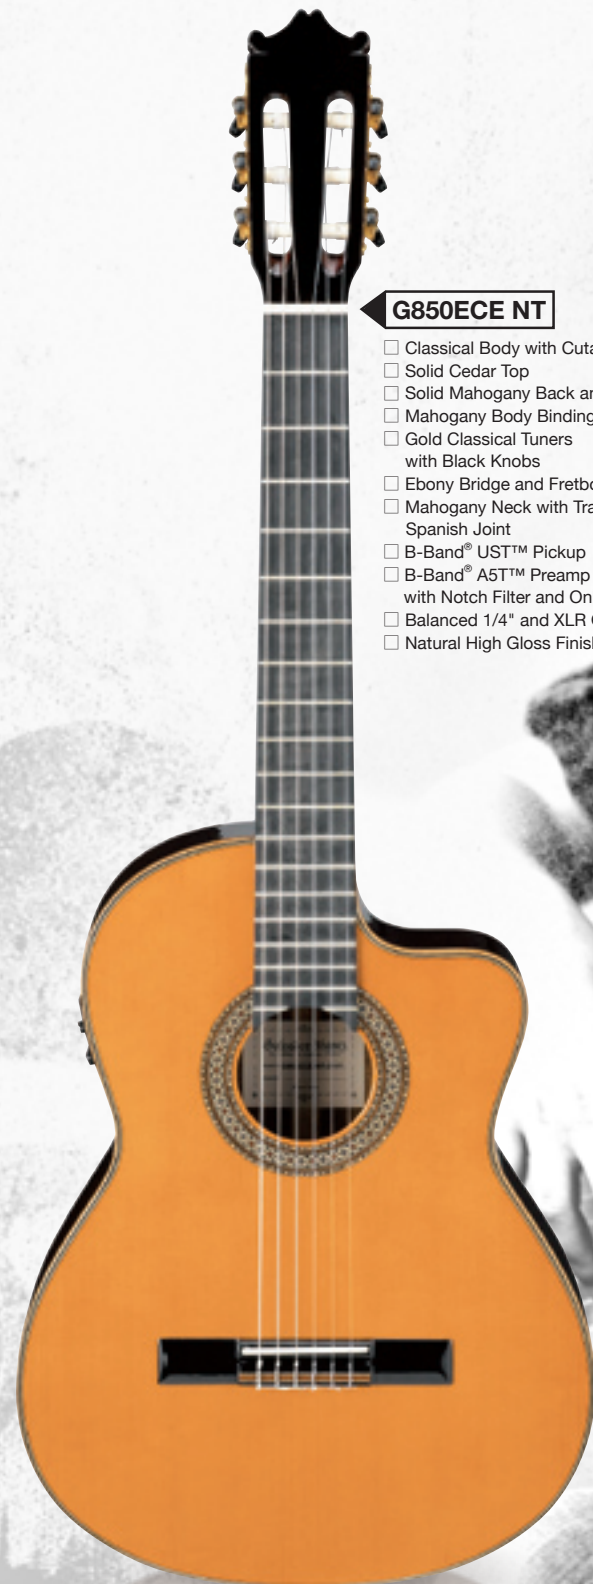 G850ECE NT
☐ Classical Body with Cuta
☐ Solid Cedar Top
☐ Solid Mahogany Back an
☐ Mahogany Body Binding
☐ Gold Classical Tuners
with Black Knobs
☐ Ebony Bridge and Fretbo
☐ Mahogany Neck with Tra
Spanish Joint
☐ B-Band® UST™ Pickup
☐ B-Band® A5T™ Preamp
with Notch Filter and On
☐ Balanced 1/4" and XLR
☐ Natural High Gloss Finish